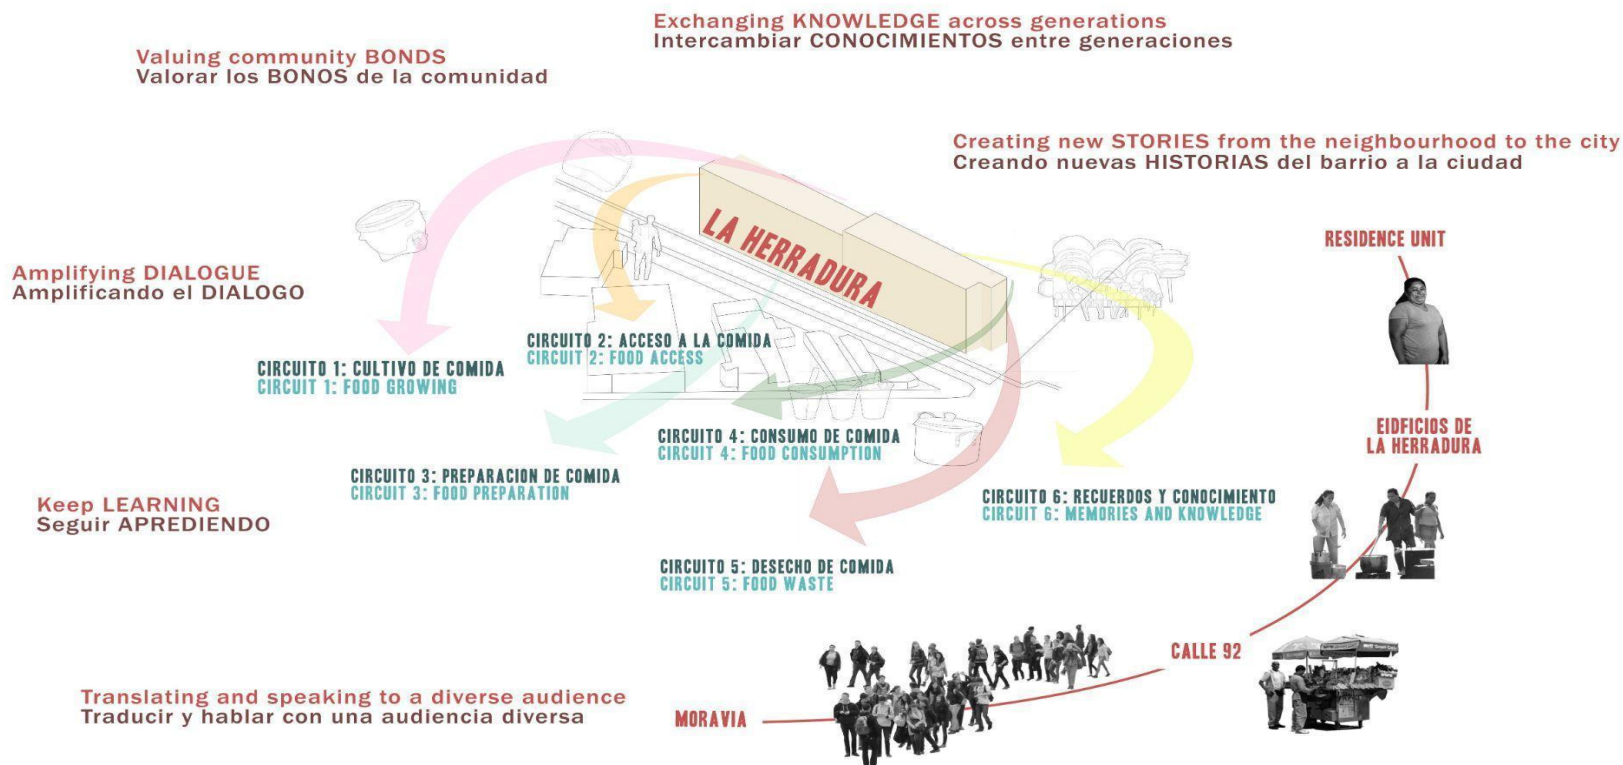 Exchanging KNOWLEDGE across generations
Intercambiar CONOCIMIENTOS entre generaciones
Valuing community BONDS
Valorar los BONOS de la comunidad
Creating new STORIES from the neighbourhood to the city
Creando nuevas HISTORIAS del barrio a la ciudad
LA HERRADURA
RESIDENCE UNIT
Amplifying DIALOGUE
Amplificando el DIALOGO
CIRCUITO 2: ACCESO A LA COMIDA
CIRCUIT 2: FOOD ACCESS
CIRCUITO 1: CULTIVO DE COMIDA
CIRCUIT 1: FOOD GROWING
EIDFICIOS DE
LA HERRADURA
CIRCUITO 4: CONSUMO DE COMIDA
CIRCUIT 4: FOOD CONSUMPTION
CIRCUITO 3: PREPARACION DE COMIDA
CIRCUIT 3: FOOD PREPARATION
CIRCUITO 6: RECUERDOS Y CONOCIMIENTO
CIRCUIT 6: MEMORIES AND KNOWLEDGE
Keep LEARNING
Seguir APREDIENDO
CIRCUITO 5: DESECHO DE COMIDA
CIRCUIT 5: FOOD WASTE
CALLE 92
Translating and speaking to a diverse audience
Traducir y hablar con una audiencia diversa
MORAVIA